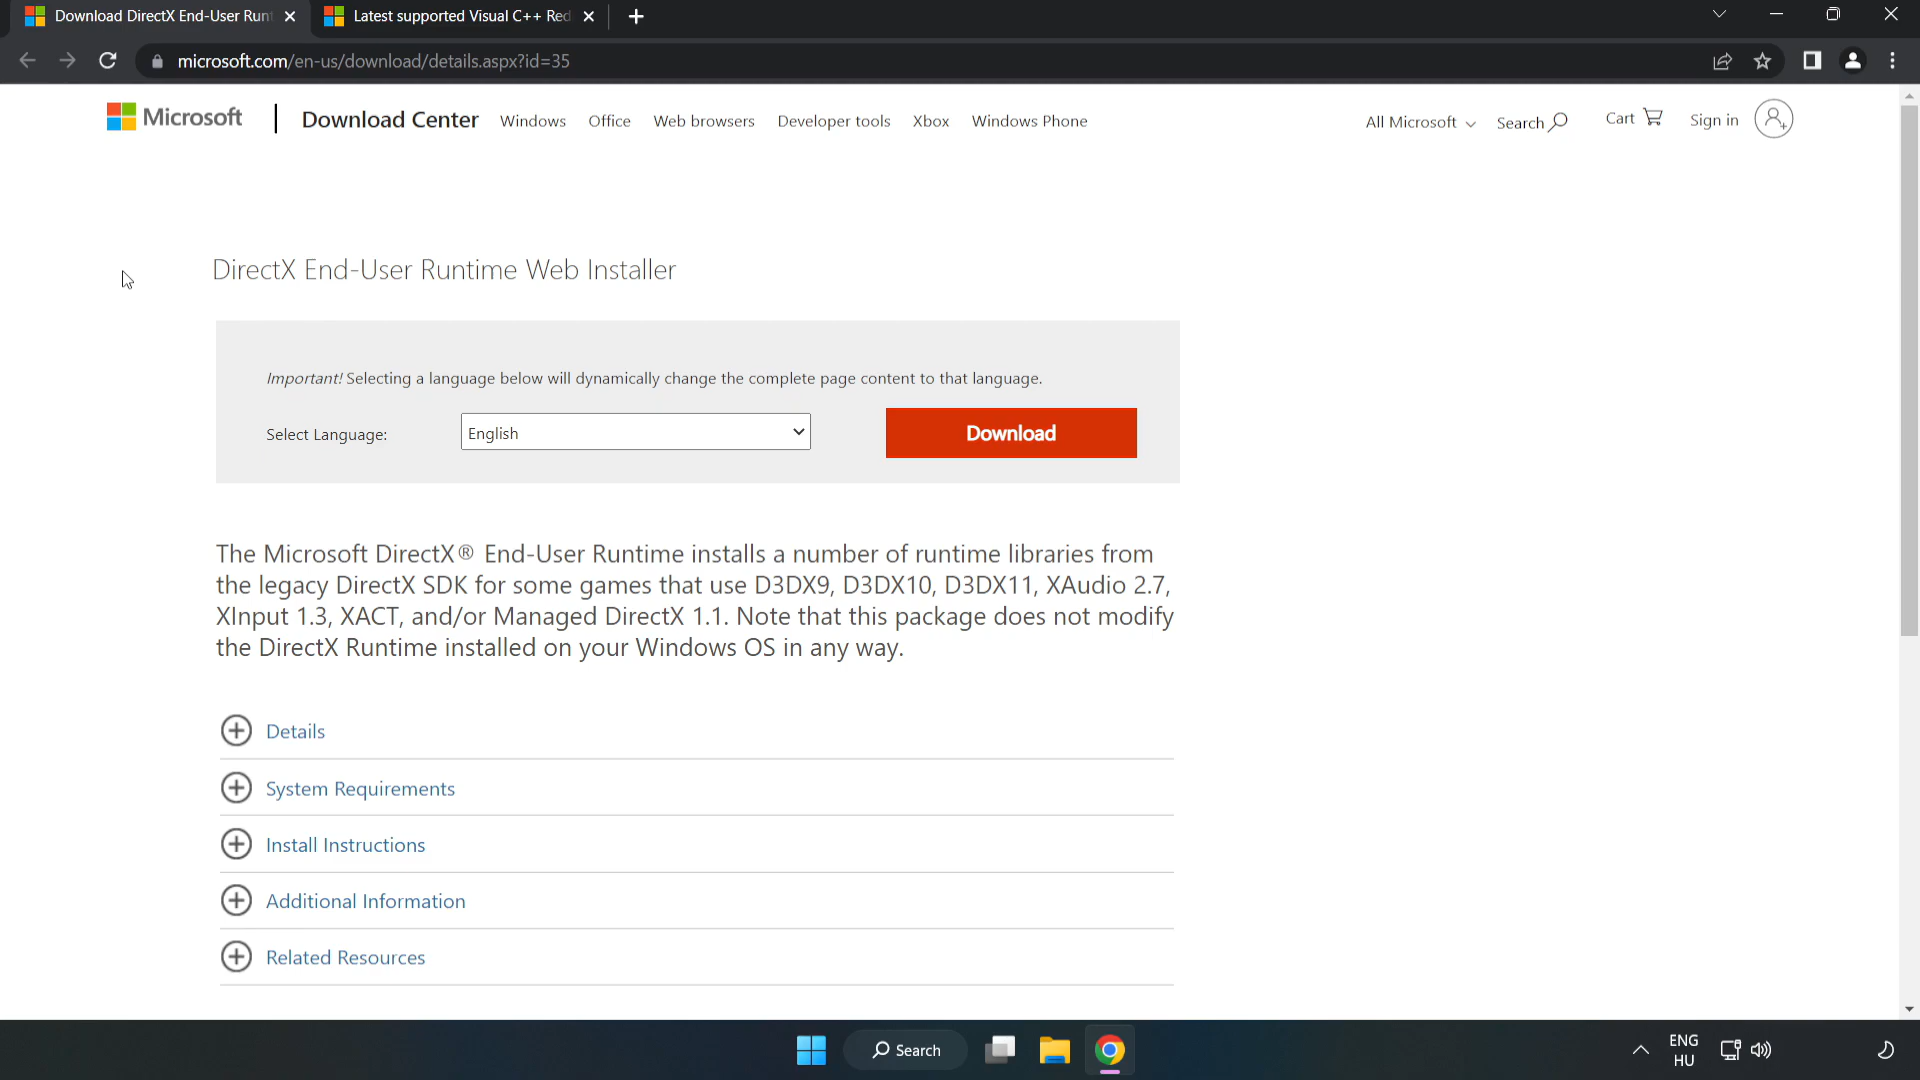 Download DirectX End-User Runt
Latest supported Visual C++ Red
microsoft.com/en-us/download/details.aspx?id=35
Microsoft
Download Center
Windows
Office
Web browsers
Developer tools
Xbox
Windows Phone
All Microsoft
Search
Cart
Sign in
DirectX End-User Runtime Web Installer
Important! Selecting a language below will dynamically change the complete page content to that language.
Select Language:
English
Download
The Microsoft DirectX® End-User Runtime installs a number of runtime libraries from
the legacy DirectX SDK for some games that use D3DX9, D3DX10, D3DX11, XAudio 2.7,
XInput 1.3, XACT, and/or Managed DirectX 1.1. Note that this package does not modify
the DirectX Runtime installed on your Windows OS in any way.
Details
System Requirements
Install Instructions
Additional Information
Related Resources
Search
ENG
HU